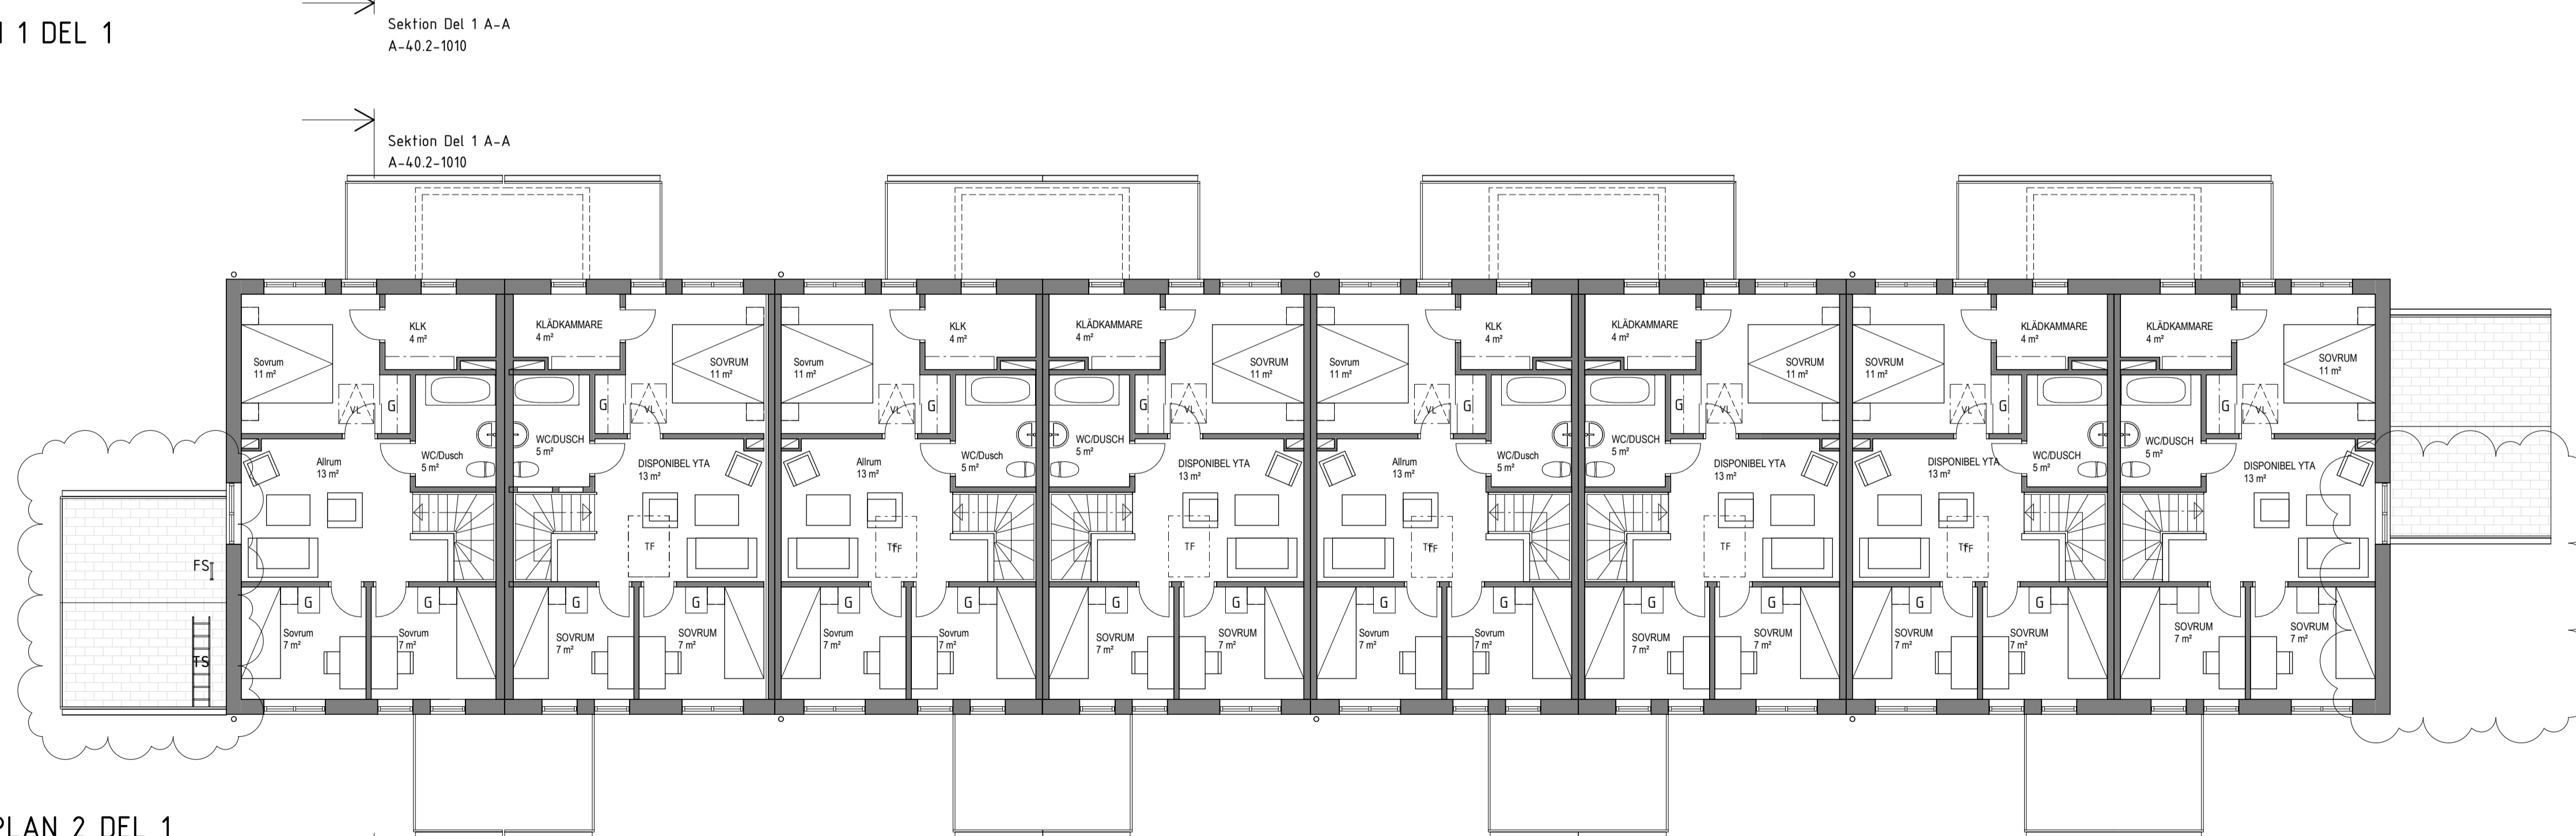 1 DEL 1
Sektion Del 1 A-A
A-40.2-1010
Sektion Del 1 A-A
A-40.2-1010
KLK
4 m²
KLÄDKAMMARE
4 m²
KLK
4 m²
KLÄDKAMMARE
4 m²
KLK
4 m²
KLÄDKAMMARE
4 m²
KLÄDKAMMARE
4 m²
KLÄDKAMMARE
4 m²
Sovrum
11 m²
SOVRUM
11 m²
Sovrum
11 m²
SOVRUM
11 m²
Sovrum
11 m²
SOVRUM
11 m²
SOVRUM
11 m²
SOVRUM
11 m²
VL
G
G
VL
VL
G
G
VL
VL
G
G
VL
VL
G
G
VL
Allrum
13 m²
WC/Dusch
5 m²
WC/DUSCH
5 m²
DISPONIBEL YTA
13 m²
Allrum
13 m²
WC/Dusch
5 m²
WC/DUSCH
5 m²
DISPONIBEL YTA
13 m²
Allrum
13 m²
WC/Dusch
5 m²
WC/DUSCH
5 m²
DISPONIBEL YTA
13 m²
DISPONIBEL YTA
13 m²
WC/DUSCH
5 m²
WC/DUSCH
5 m²
DISPONIBEL YTA
13 m²
FS
TF
TF
TF
TF
TF
TF
TF
TF
TF
G
G
G
G
G
G
G
G
G
G
G
G
G
G
TS
Sovrum
7 m²
Sovrum
7 m²
SOVRUM
7 m²
SOVRUM
7 m²
Sovrum
7 m²
Sovrum
7 m²
SOVRUM
7 m²
SOVRUM
7 m²
Sovrum
7 m²
Sovrum
7 m²
SOVRUM
7 m²
SOVRUM
7 m²
SOVRUM
7 m²
SOVRUM
7 m²
SOVRUM
7 m²
SOVRUM
7 m²
PLAN 2 DEL 1